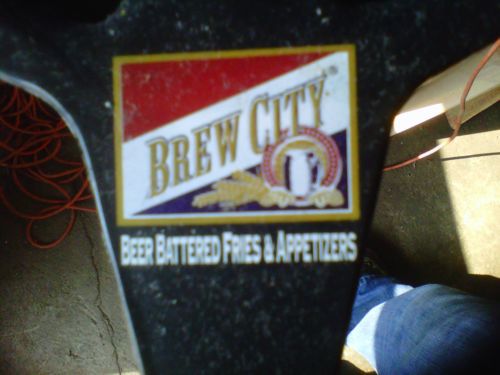 BREW CITY
BEER BATTERED FRIES & APPETIZERS